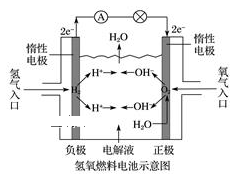 2e⁻ A 2e⁻
惰性电极
H₂O
惰性电极
氢气入口
H₂
H⁺
OH⁻
O₂
氧气入口
H⁺
OH⁻
H₂O
负极 电解液 正极
氢氧燃料电池示意图